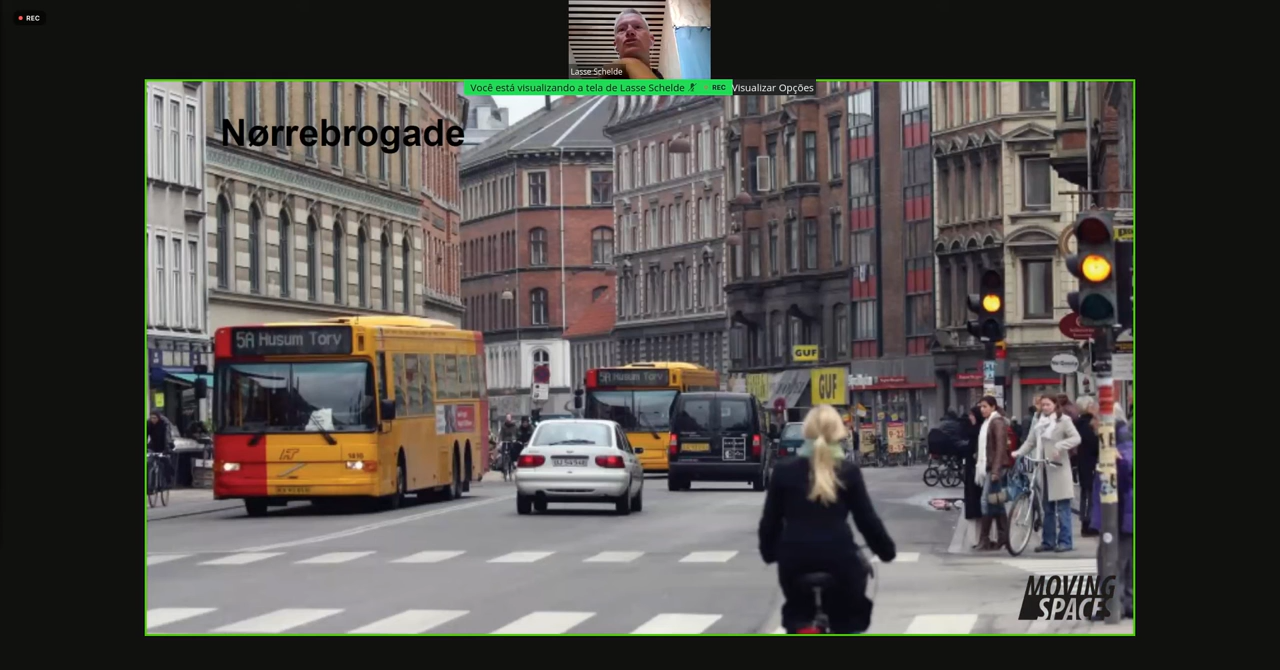 REC
Lasse Schelde
Você está visualizando a tela de Lasse Schelde
REC
Visualizar Opções
Nørrebrogade
5A Husum Torv
5A Husum Torv
GUF
GUF
MOVING
SPACES